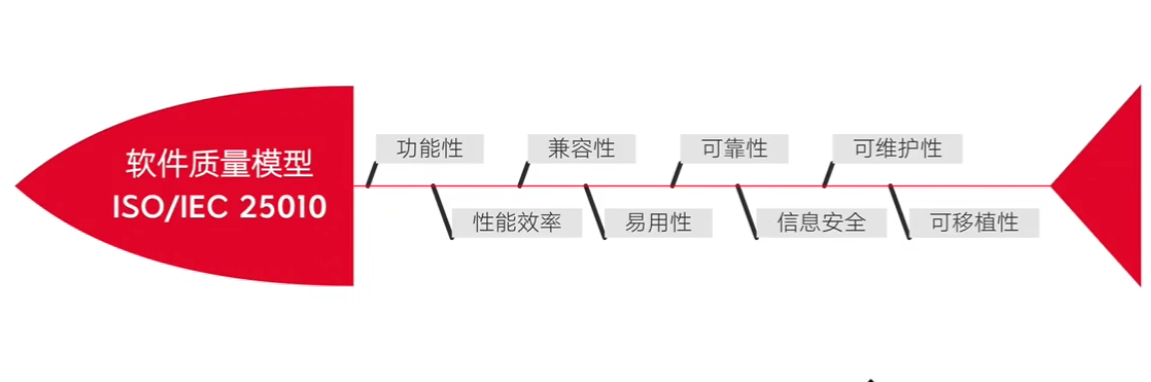 软件质量模型
ISO/IEC 25010
功能性
兼容性
可靠性
可维护性
性能效率
易用性
信息安全
可移植性